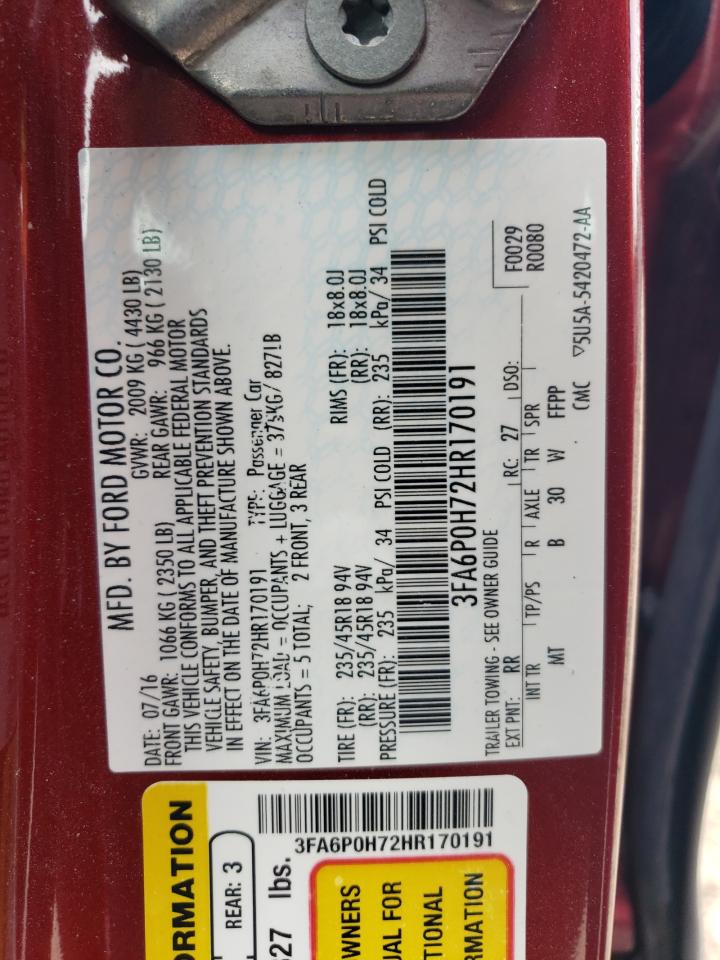 MFD. BY FORD MOTOR CO.
DATE: 07/16 GVWR: 2009 KG ( 4430 LB)
FRONT GAWR: 1066 KG ( 2350 LB) REAR GAWR: 966 KG ( 2130 LB)
THIS VEHICLE CONFORMS TO ALL APPLICABLE FEDERAL MOTOR
VEHICLE SAFETY, BUMPER, AND THEFT PREVENTION STANDARDS
IN EFFECT ON THE DATE OF MANUFACTURE SHOWN ABOVE.
VIN: 3FA6P0H72HR170191 TYPE: Passenger Car
MAXIMUM LOAD = OCCUPANTS + LUGGAGE = 375KG/ 827LB
OCCUPANTS = 5 TOTAL; 2 FRONT, 3 REAR
TIRE (FR): 235/45R18 94V RIMS (FR): 18x8.0J
(RR): 235/45R18 94V (RR): 18x8.0J
PRESSURE (FR): 235 kPa/ 34 PSI COLD (RR): 235 kPa/ 34 PSI COLD
3FA6P0H72HR170191
TRAILER TOWING - SEE OWNER GUIDE F0029
EXT PNT: RR RC: 27 DSO: R0080
INT TR TP/PS R AXLE TR SPR
MT B 30 W FFPP
CMC ▽5U5A-5420472-AA
ORMATION
REAR: 3
27 lbs.
3FA6P0H72HR170191
WNERS
UAL FOR
TIONAL
RMATION